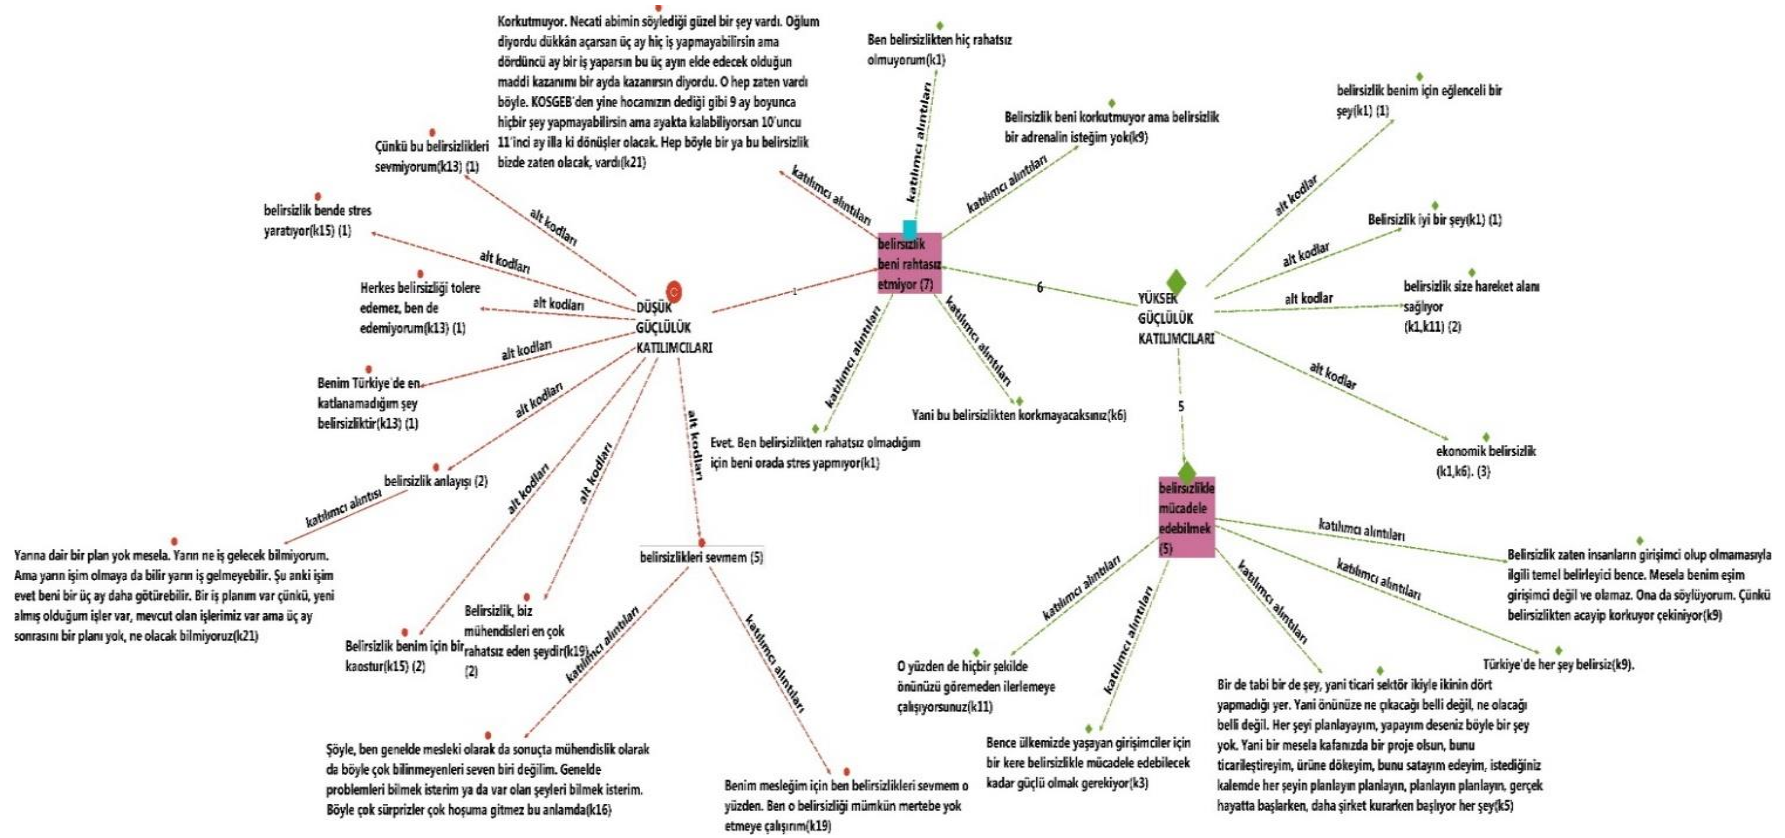 Korkutmuyor. Necati abimin söylediği güzel bir şey vardı. Oğlum
diyordu dükkân açarsan üç ay hiç iş yapmayabilirsin ama
dördüncü ay bir iş yaparsın bu üç ayın elde edecek olduğun
maddi kazanımı bir ayda kazanırsın diyordu. O hep zaten vardı
böyle. KOSGEB'den yine hocamızın dediği gibi 9 ay boyunca
hiçbir şey yapmayabilirsin ama ayakta kalabiliyorsan 10'uncu
11'inci ay illa ki dönüşler olacak. Hep böyle bir ya bu belirsizlik
bizde zaten olacak, vardı(k21)
Ben belirsizlikten hiç rahatsız
olmuyorum(k1)
Belirsizlik beni korkutmuyor ama belirsizlik
bir adrenalin isteğim yok(k9)
belirsizlik benim için eğlenceli bir
şey(k1) (1)
Çünkü bu belirsizlikleri
sevmiyorum(k13) (1)
belirsizlik bende stres
yaratıyor(k15) (1)
Herkes belirsizliği tolere
edemez, ben de
edemiyorum(k13) (1)
Benim Türkiye'de en
katlanamadığım şey
belirsizliktir(k13) (1)
belirsizlik anlayışı (2)
katılımcı alıntısı
Yarına dair bir plan yok mesela. Yarın ne iş gelecek bilmiyorum.
Ama yarın işim olmaya da bilir yarın iş gelmeyebilir. Şu anki işim
evet beni bir üç ay daha götürebilir. Bir iş planım var çünkü, yeni
almış olduğum işler var, mevcut olan işlerimiz var ama üç ay
sonrasını bir planı yok, ne olacak bilmiyoruz(k21)
alt kodları
alt kodları
alt kodları
alt kodları
alt kodları
alt kodları
alt kodları
alt kodları
DÜŞÜK
GÜÇLÜLÜK
KATILIMCILARI
1
belirsizlik
beni rahtasız
etmiyor (7)
katılımcı alıntıları
katılımcı alıntıları
katılımcı alıntıları
katılımcı alıntıları
katılımcı alıntıları
6
YÜKSEK
GÜÇLÜLÜK
KATILIMCILARI
alt kodlar
alt kodlar
alt kodlar
alt kodlar
Belirsizlik iyi bir şey(k1) (1)
belirsizlik size hareket alanı
sağlıyor
(k1,k11) (2)
ekonomik belirsizlik
(k1,k6). (3)
Yani bu belirsizlikten korkmayacaksınız(k6)
Evet. Ben belirsizlikten rahatsız olmadığım
için beni orada stres yapmıyor(k1)
5
belirsizlikle
mücadele
edebilmek
(5)
katılımcı alıntıları
katılımcı alıntıları
katılımcı alıntıları
katılımcı alıntıları
katılımcı alıntıları
Belirsizlik zaten insanların girişimci olup olmamasıyla
ilgili temel belirleyici bence. Mesela benim eşim
girişimci değil ve olamaz. Ona da söylüyorum. Çünkü
belirsizlikten acayip korkuyor çekiniyor(k9)
Türkiye'de her şey belirsiz(k9).
Bir de tabi bir de şey, yani ticari sektör ikiyle ikinin dört
yapmadığı yer. Yani önünüze ne çıkacağı belli değil, ne olacağı
belli değil. Her şeyi planlayayım, yapayım deseniz böyle bir şey
yok. Yani bir mesela kafanızda bir proje olsun, bunu
ticarileştireyim, ürüne dökeyim, bunu satayım edeyim, istediğiniz
kalemde her şeyin planlayın planlayın, planlayın planlayın, gerçek
hayatta başlarken, daha şirket kurarken başlıyor her şey(k5)
O yüzden de hiçbir şekilde
önünüzü göremeden ilerlemeye
çalışıyorsunuz(k11)
Bence ülkemizde yaşayan girişimciler için
bir kere belirsizlikle mücadele edebilecek
kadar güçlü olmak gerekiyor(k3)
belirsizlikleri sevmem (5)
katılımcı alıntıları
katılımcı alıntıları
Belirsizlik, biz
mühendisleri en çok
rahatsız eden şeydir(k19)
(2)
Belirsizlik benim için bir
kaostur(k15) (2)
Şöyle, ben genelde mesleki olarak da sonuçta mühendislik olarak
da böyle çok bilinmeyenleri seven biri değilim. Genelde
problemleri bilmek isterim ya da var olan şeyleri bilmek isterim.
Böyle çok sürprizler çok hoşuma gitmez bu anlamda(k16)
Benim mesleğim için ben belirsizlikleri sevmem o
yüzden. Ben o belirsizliği mümkün mertebe yok
etmeye çalışırım(k19)